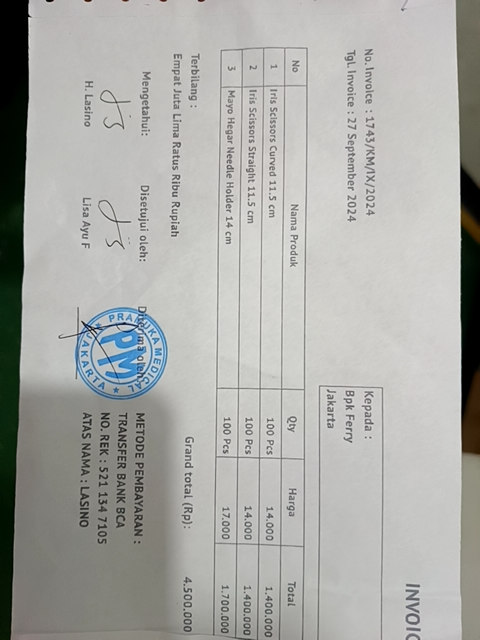 INVOIC
No. Invoice : 1743/KM/IX/2024
Tgl. Invoice : 27 September 2024
Kepada :
Bpk Ferry
Jakarta
No Nama Produk Qty Harga Total
1 Iris Scissors Curved 11.5 cm 100 Pcs 14.000 1.400.000
2 Iris Scissors Straight 11.5 cm 100 Pcs 14.000 1.400.000
3 Mayo Hegar Needle Holder 14 cm 100 Pcs 17.000 1.700.000
Grand total (Rp): 4.500.000
Terbilang :
Empat Juta Lima Ratus Ribu Rupiah
Mengetahui: Disetujui oleh: Diterima oleh:
H. Lasino Lisa Ayu F
PRAMUKA MEDICAL
PM
JAKARTA
METODE PEMBAYARAN :
TRANSFER BANK BCA
NO. REK : 521 134 7105
ATAS NAMA : LASINO